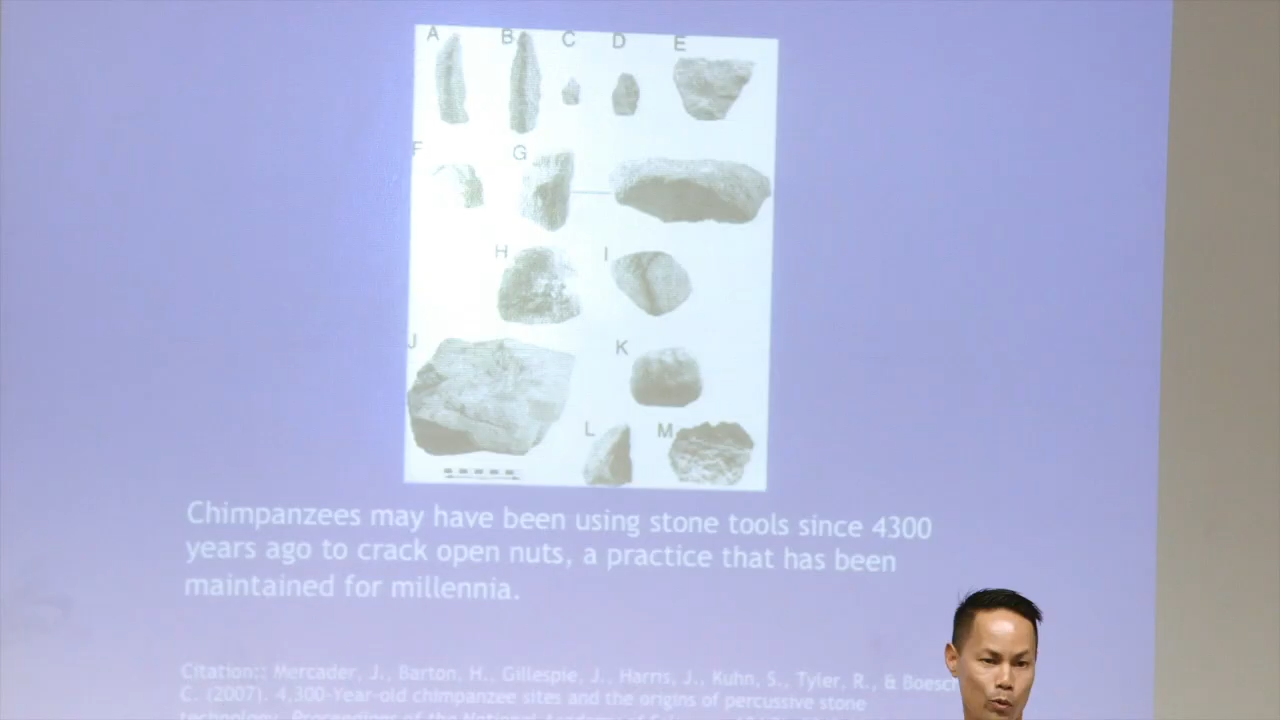 A B C D E
F G
H I
J K
L M
Chimpanzees may have been using stone tools since 4300
years ago to crack open nuts, a practice that has been
maintained for millennia.
Citation:: Mercader, J., Barton, H., Gillespie, J., Harris, J., Kuhn, S., Tyler, R., & Boesch
C. (2007). 4,300-Year-old chimpanzee sites and the origins of percussive stone
technology. Proceedings of the National Academy of